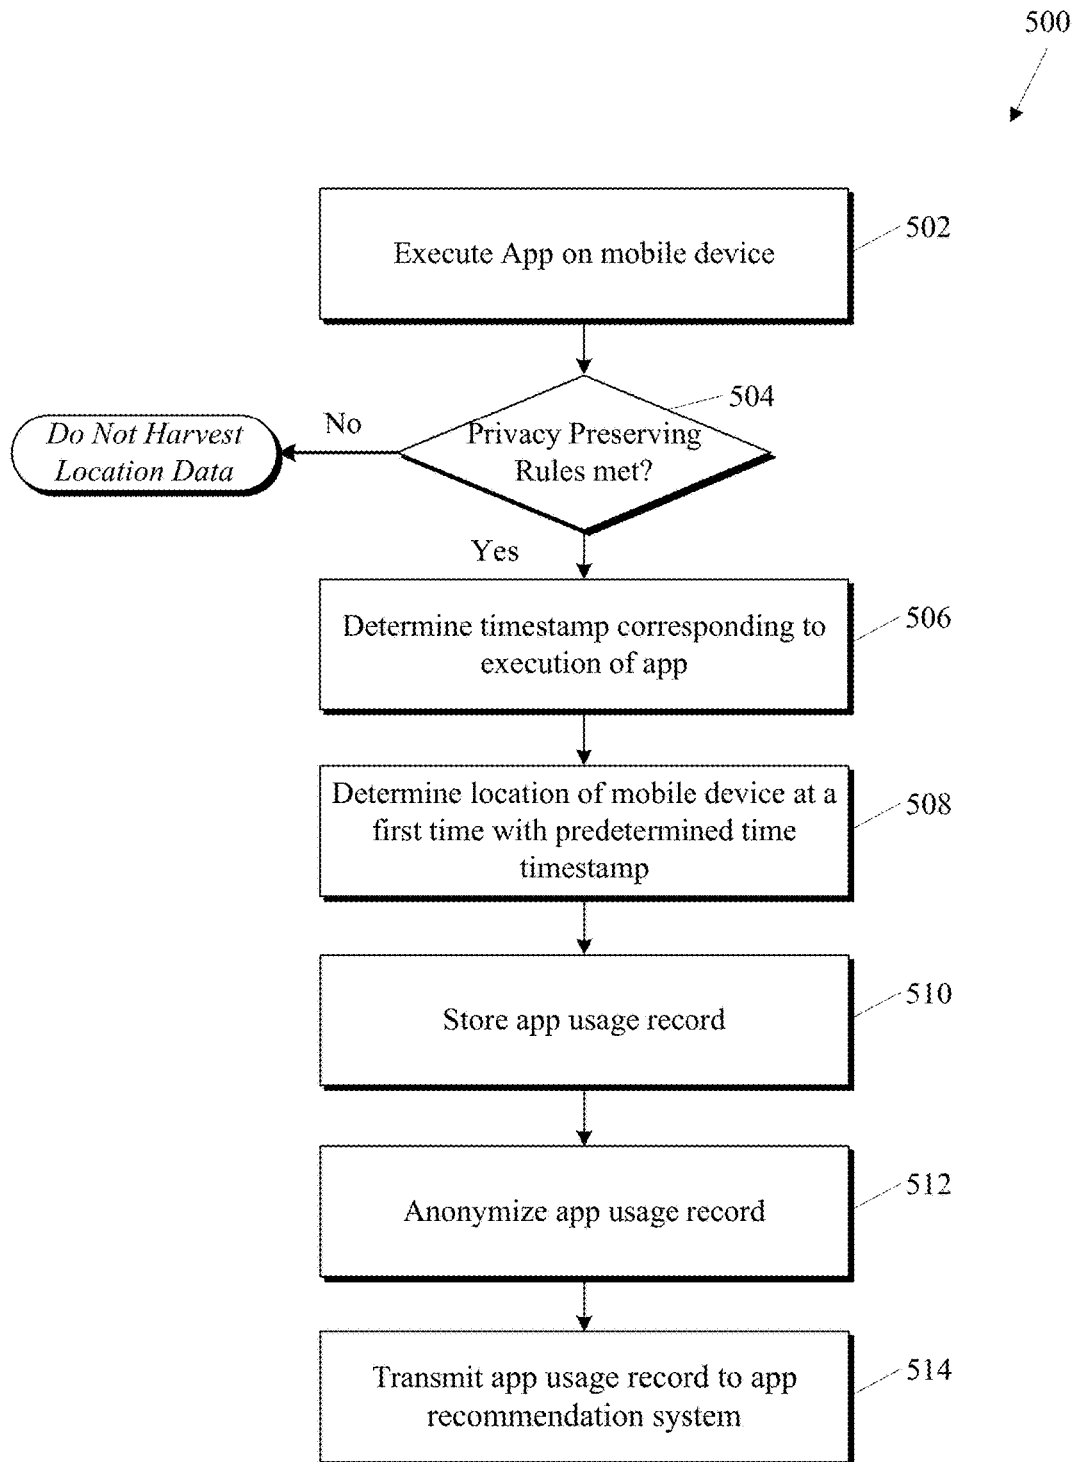 500
Execute App on mobile device
502
504
Privacy Preserving
Rules met?
No
Do Not Harvest
Location Data
Yes
Determine timestamp corresponding to
execution of app
506
Determine location of mobile device at a
first time with predetermined time
timestamp
508
Store app usage record
510
Anonymize app usage record
512
Transmit app usage record to app
recommendation system
514